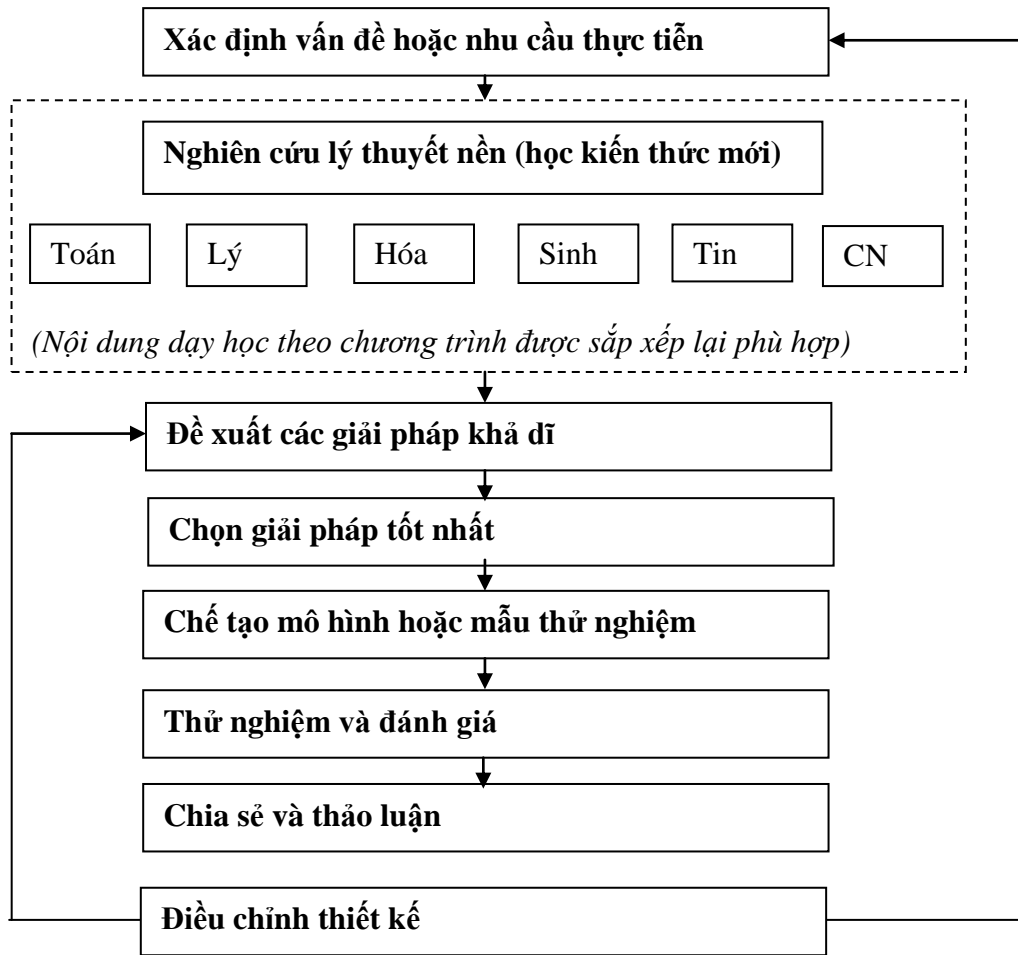 Xác định vấn đề hoặc nhu cầu thực tiễn
Nghiên cứu lý thuyết nền (học kiến thức mới)
Toán Lý Hóa Sinh Tin CN
(Nội dung dạy học theo chương trình được sắp xếp lại phù hợp)
Đề xuất các giải pháp khả dĩ
Chọn giải pháp tốt nhất
Chế tạo mô hình hoặc mẫu thử nghiệm
Thử nghiệm và đánh giá
Chia sẻ và thảo luận
Điều chỉnh thiết kế